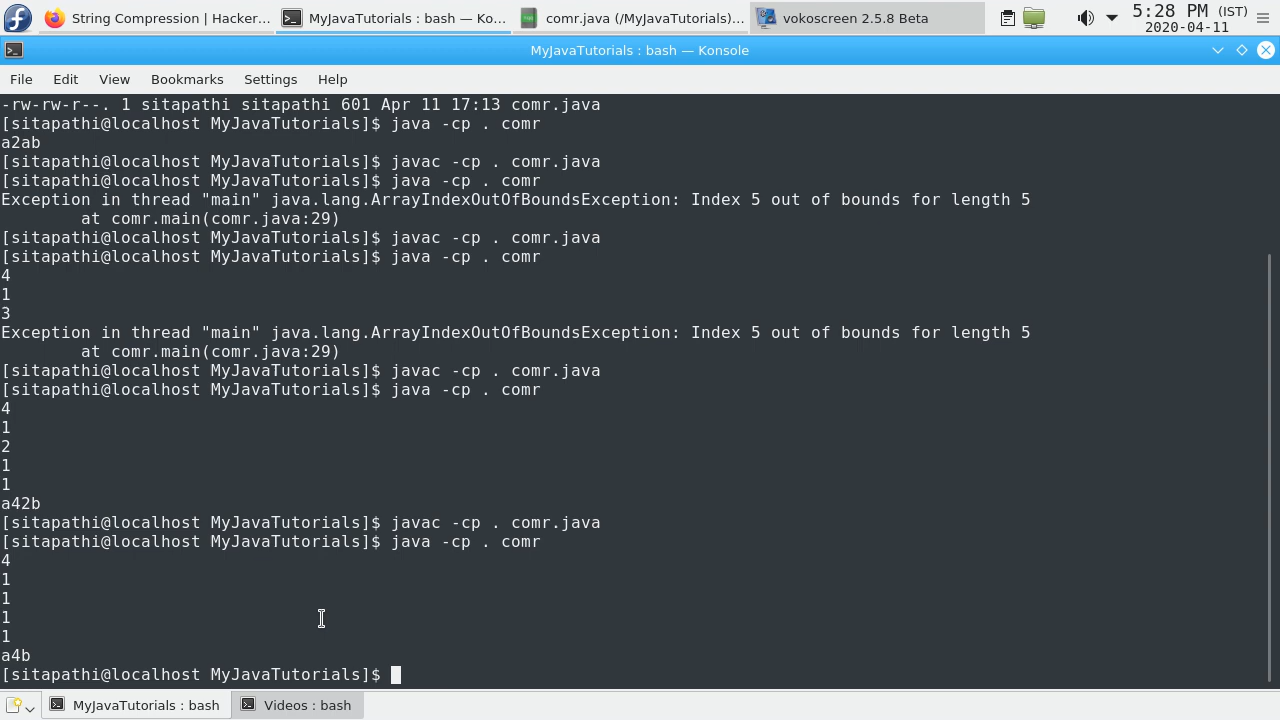 String Compression | Hacker...
MyJavaTutorials : bash — Ko...
comr.java (/MyJavaTutorials)...
vokoscreen 2.5.8 Beta
5:28 PM (IST)
2020-04-11
MyJavaTutorials : bash — Konsole
File Edit View Bookmarks Settings Help
-rw-rw-r--. 1 sitapathi sitapathi 601 Apr 11 17:13 comr.java
[sitapathi@localhost MyJavaTutorials]$ java -cp . comr
a2ab
[sitapathi@localhost MyJavaTutorials]$ javac -cp . comr.java
[sitapathi@localhost MyJavaTutorials]$ java -cp . comr
Exception in thread "main" java.lang.ArrayIndexOutOfBoundsException: Index 5 out of bounds for length 5
        at comr.main(comr.java:29)
[sitapathi@localhost MyJavaTutorials]$ javac -cp . comr.java
[sitapathi@localhost MyJavaTutorials]$ java -cp . comr
4
1
3
Exception in thread "main" java.lang.ArrayIndexOutOfBoundsException: Index 5 out of bounds for length 5
        at comr.main(comr.java:29)
[sitapathi@localhost MyJavaTutorials]$ javac -cp . comr.java
[sitapathi@localhost MyJavaTutorials]$ java -cp . comr
4
1
2
1
1
a42b
[sitapathi@localhost MyJavaTutorials]$ javac -cp . comr.java
[sitapathi@localhost MyJavaTutorials]$ java -cp . comr
4
1
1
1
1
a4b
[sitapathi@localhost MyJavaTutorials]$
MyJavaTutorials : bash
Videos : bash